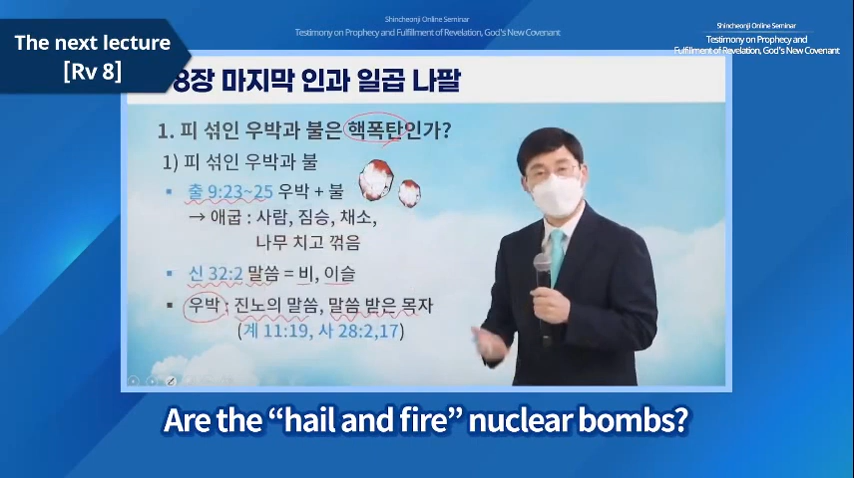 Shincheonji Online Seminar
Testimony on Prophecy and Fulfillment of Revelation, God's New Covenant
Shincheonji Online Seminar
Testimony on Prophecy and
Fulfillment of Revelation, God's New Covenant
The next lecture
[Rv 8]
8장 마지막 인과 일곱 나팔
1. 피 섞인 우박과 불은 핵폭탄인가?
1) 피 섞인 우박과 불
▪ 출 9:23~25 우박 + 불
→ 애굽 : 사람, 짐승, 채소,
나무 치고 꺾음
▪ 신 32:2 말씀 = 비, 이슬
▪ 우박 : 진노의 말씀, 말씀 받은 목자
(계 11:19, 사 28:2,17)
Are the “hail and fire” nuclear bombs?